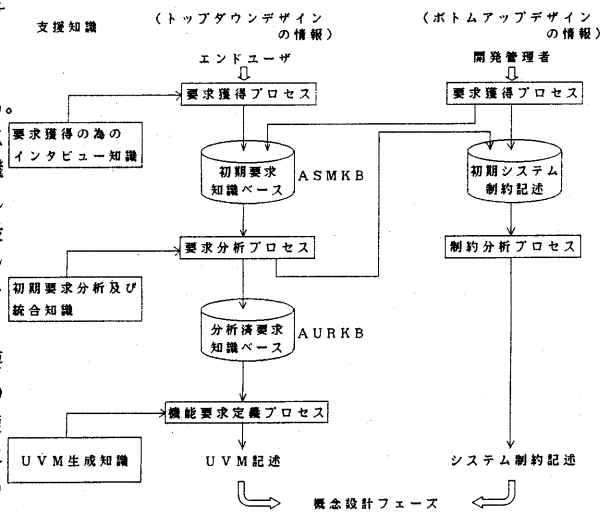 支援知識
(トップダウンデザイン
の情報)
(ボトムアップデザイン
の情報)
エンドユーザ
開発管理者
要求獲得プロセス
要求獲得プロセス
要求獲得の為の
インタビュー知識
初期要求
知識ベース
ASMKB
初期システム
制約記述
要求分析プロセス
制約分析プロセス
初期要求分析及び
統合知識
分析済要求
知識ベース
AURKB
機能要求定義プロセス
UVM生成知識
UVM記述
システム制約記述
概念設計フェーズ